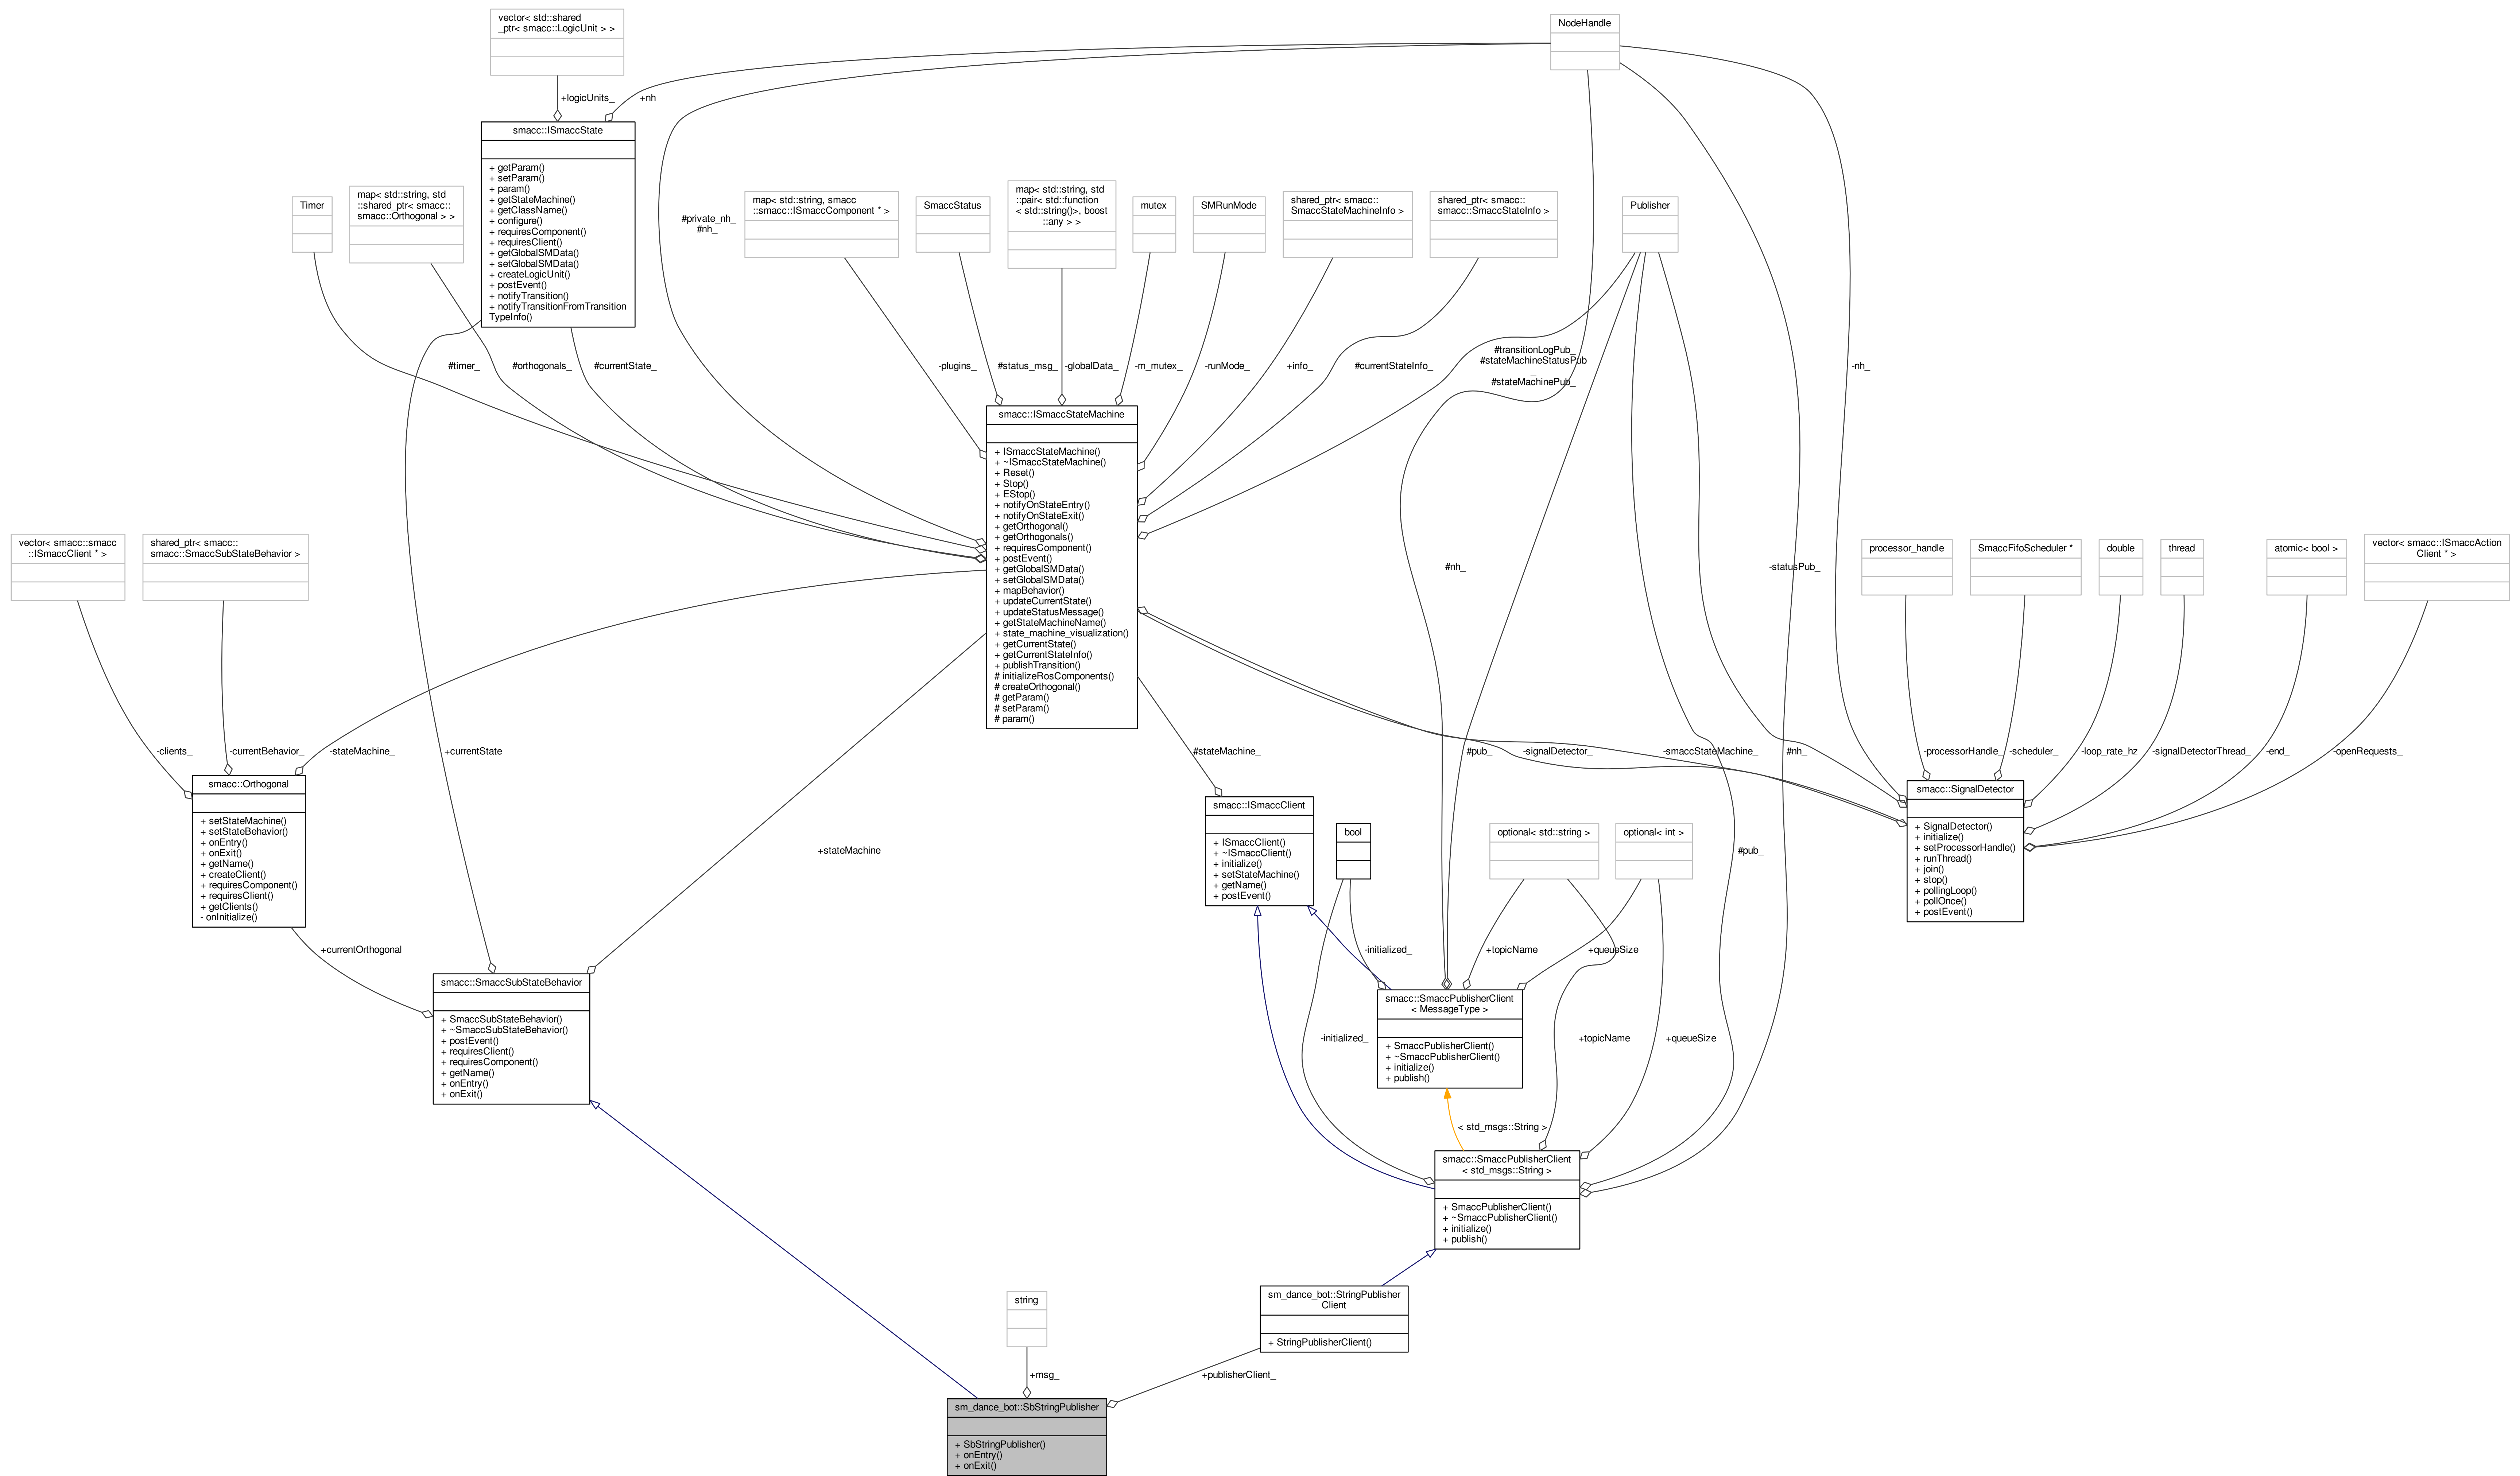 vector< std::shared
_ptr< smacc::LogicUnit > >
NodeHandle
+logicUnits_
+nh
smacc::ISmaccState
+ getParam()
+ setParam()
+ param()
+ getStateMachine()
+ getClassName()
+ configure()
+ requiresComponent()
+ requiresClient()
+ getGlobalSMData()
+ setGlobalSMData()
+ createLogicUnit()
+ postEvent()
+ notifyTransition()
+ notifyTransitionFromTransition
TypeInfo()
Timer
map< std::string, std
::shared_ptr< smacc::
smacc::Orthogonal > >
#private_nh_
#nh_
map< std::string, smacc
::smacc::ISmaccComponent * >
SmaccStatus
map< std::string, std
::pair< std::function
< std::string()>, boost
::any > >
mutex
SMRunMode
shared_ptr< smacc::
SmaccStateMachineInfo >
shared_ptr< smacc::
smacc::SmaccStateInfo >
Publisher
#timer_
#orthogonals_
#currentState_
-plugins_
#status_msg_
-globalData_
-m_mutex_
-runMode_
+info_
#currentStateInfo_
#transitionLogPub_
#stateMachineStatusPub
_
#stateMachinePub_
-nh_
smacc::ISmaccStateMachine
+ ISmaccStateMachine()
+ ~ISmaccStateMachine()
+ Reset()
+ Stop()
+ EStop()
+ notifyOnStateEntry()
+ notifyOnStateExit()
+ getOrthogonal()
+ getOrthogonals()
+ requiresComponent()
+ postEvent()
+ getGlobalSMData()
+ setGlobalSMData()
+ mapBehavior()
+ updateCurrentState()
+ updateStatusMessage()
+ getStateMachineName()
+ state_machine_visualization()
+ getCurrentState()
+ getCurrentStateInfo()
+ publishTransition()
# initializeRosComponents()
# createOrthogonal()
# getParam()
# setParam()
# param()
vector< smacc::smacc
::ISmaccClient * >
shared_ptr< smacc::
smacc::SmaccSubStateBehavior >
#nh_
-statusPub_
processor_handle
SmaccFifoScheduler *
double
thread
atomic< bool >
vector< smacc::ISmaccAction
Client * >
-clients_
-currentBehavior_
-stateMachine_
+currentState
#stateMachine_
#pub_
-signalDetector_
-smaccStateMachine_
#nh_
-processorHandle_
-scheduler_
-loop_rate_hz
-signalDetectorThread_
-end_
-openRequests_
smacc::Orthogonal
+ setStateMachine()
+ setStateBehavior()
+ onEntry()
+ onExit()
+ getName()
+ createClient()
+ requiresComponent()
+ requiresClient()
+ getClients()
- onInitialize()
+stateMachine
smacc::ISmaccClient
+ ISmaccClient()
+ ~ISmaccClient()
+ initialize()
+ setStateMachine()
+ getName()
+ postEvent()
bool
optional< std::string >
optional< int >
#pub_
smacc::SignalDetector
+ SignalDetector()
+ initialize()
+ setProcessorHandle()
+ runThread()
+ join()
+ stop()
+ pollingLoop()
+ pollOnce()
+ postEvent()
+currentOrthogonal
-initialized_
+topicName
+queueSize
smacc::SmaccSubStateBehavior
+ SmaccSubStateBehavior()
+ ~SmaccSubStateBehavior()
+ postEvent()
+ requiresClient()
+ requiresComponent()
+ getName()
+ onEntry()
+ onExit()
smacc::SmaccPublisherClient
< MessageType >
+ SmaccPublisherClient()
+ ~SmaccPublisherClient()
+ initialize()
+ publish()
-initialized_
+topicName
+queueSize
< std_msgs::String >
smacc::SmaccPublisherClient
< std_msgs::String >
+ SmaccPublisherClient()
+ ~SmaccPublisherClient()
+ initialize()
+ publish()
string
sm_dance_bot::StringPublisher
Client
+ StringPublisherClient()
+msg_
+publisherClient_
sm_dance_bot::SbStringPublisher
+ SbStringPublisher()
+ onEntry()
+ onExit()